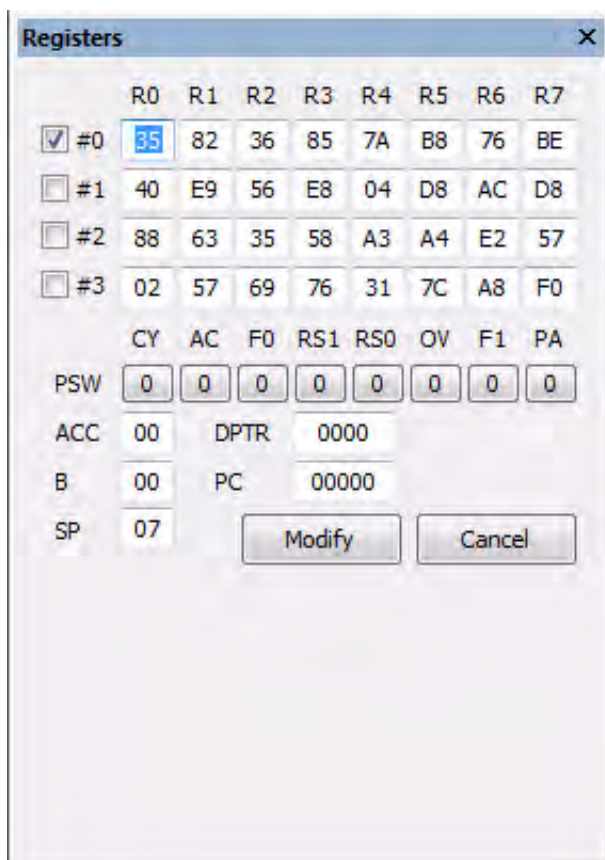 Registers
R0 R1 R2 R3 R4 R5 R6 R7
#0 35 82 36 85 7A B8 76 BE
#1 40 E9 56 E8 04 D8 AC D8
#2 88 63 35 58 A3 A4 E2 57
#3 02 57 69 76 31 7C A8 F0
CY AC F0 RS1 RS0 OV F1 PA
PSW 0 0 0 0 0 0 0 0
ACC 00 DPTR 0000
B 00 PC 00000
SP 07 Modify Cancel